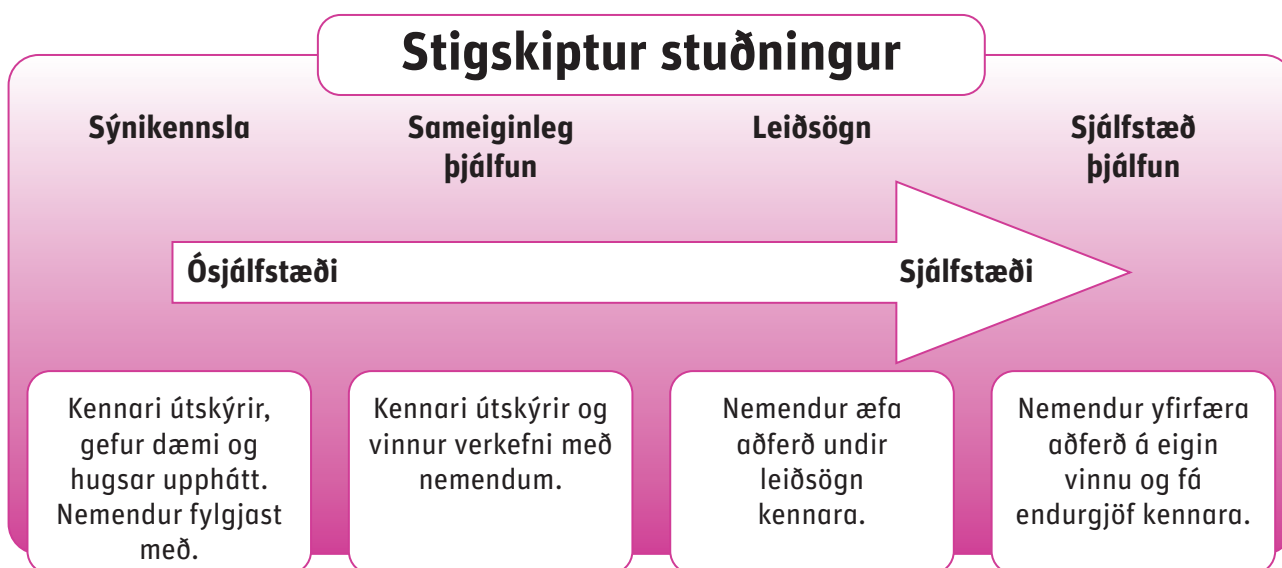 Stigskiptur stuðningur
Sýnikennsla
Sameiginleg
þjálfun
Leiðsögn
Sjálfstæð
þjálfun
Ósjálfstæði
Sjálfstæði
Kennari útskýrir,
gefur dæmi og
hugsar upphátt.
Nemendur fylgjast
með.
Kennari útskýrir og
vinnur verkefni með
nemendum.
Nemendur æfa
aðferð undir
leiðsögn
kennara.
Nemendur yfirfæra
aðferð á eigin
vinnu og fá
endurgjöf kennara.